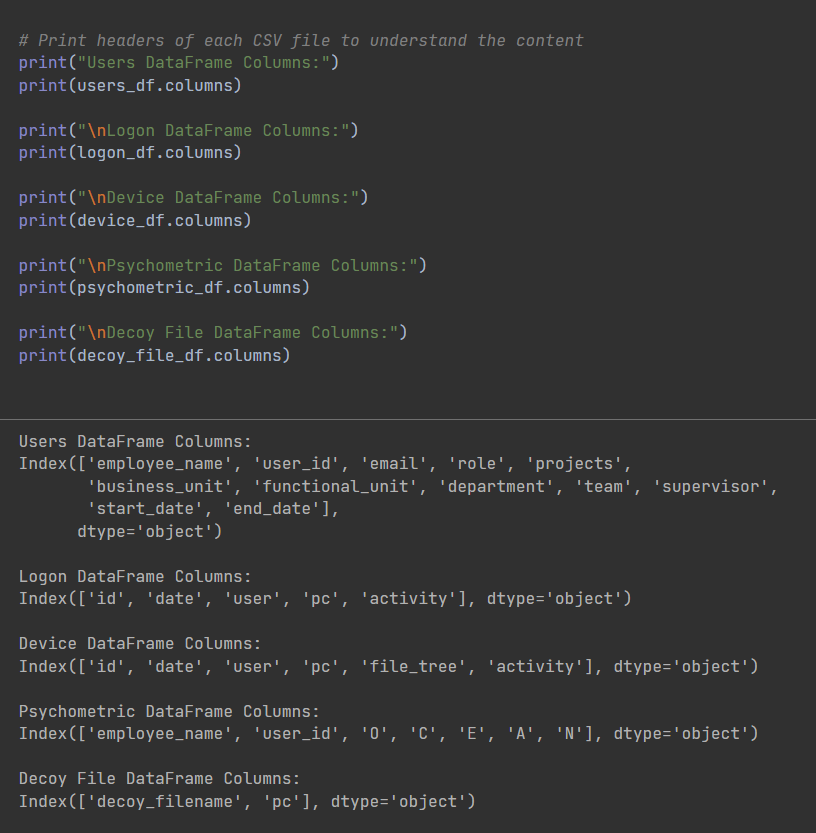 # Print headers of each CSV file to understand the content
print("Users DataFrame Columns:")
print(users_df.columns)
print("\nLogon DataFrame Columns:")
print(logon_df.columns)
print("\nDevice DataFrame Columns:")
print(device_df.columns)
print("\nPsychometric DataFrame Columns:")
print(psychometric_df.columns)
print("\nDecoy File DataFrame Columns:")
print(decoy_file_df.columns)
Users DataFrame Columns:
Index(['employee_name', 'user_id', 'email', 'role', 'projects',
       'business_unit', 'functional_unit', 'department', 'team', 'supervisor',
       'start_date', 'end_date'],
      dtype='object')
Logon DataFrame Columns:
Index(['id', 'date', 'user', 'pc', 'activity'], dtype='object')
Device DataFrame Columns:
Index(['id', 'date', 'user', 'pc', 'file_tree', 'activity'], dtype='object')
Psychometric DataFrame Columns:
Index(['employee_name', 'user_id', 'O', 'C', 'E', 'A', 'N'], dtype='object')
Decoy File DataFrame Columns:
Index(['decoy_filename', 'pc'], dtype='object')